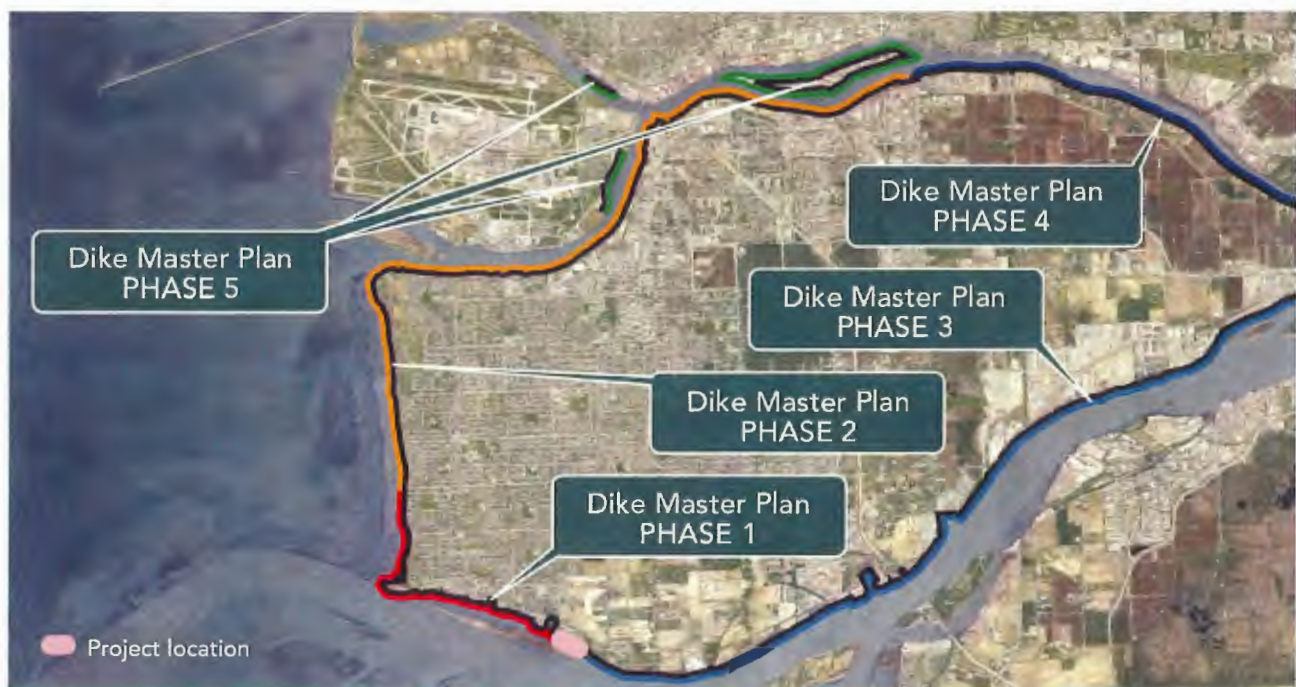 Dike Master Plan
PHASE 4
Dike Master Plan
PHASE 5
Dike Master Plan
PHASE 3
Dike Master Plan
PHASE 2
Dike Master Plan
PHASE 1
Project location